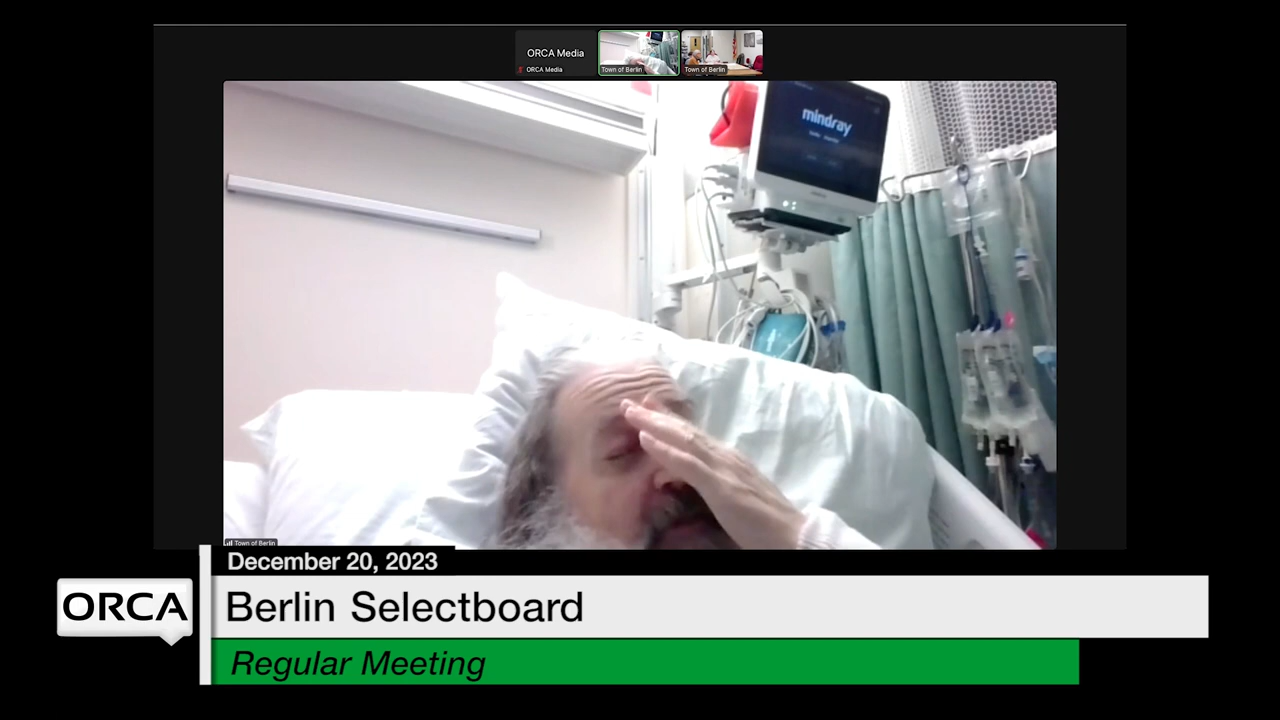 ORCA Media
ORCA Media
Town of Berlin
Town of Berlin
mindray
Town of Berlin
December 20, 2023
ORCA
Berlin Selectboard
Regular Meeting